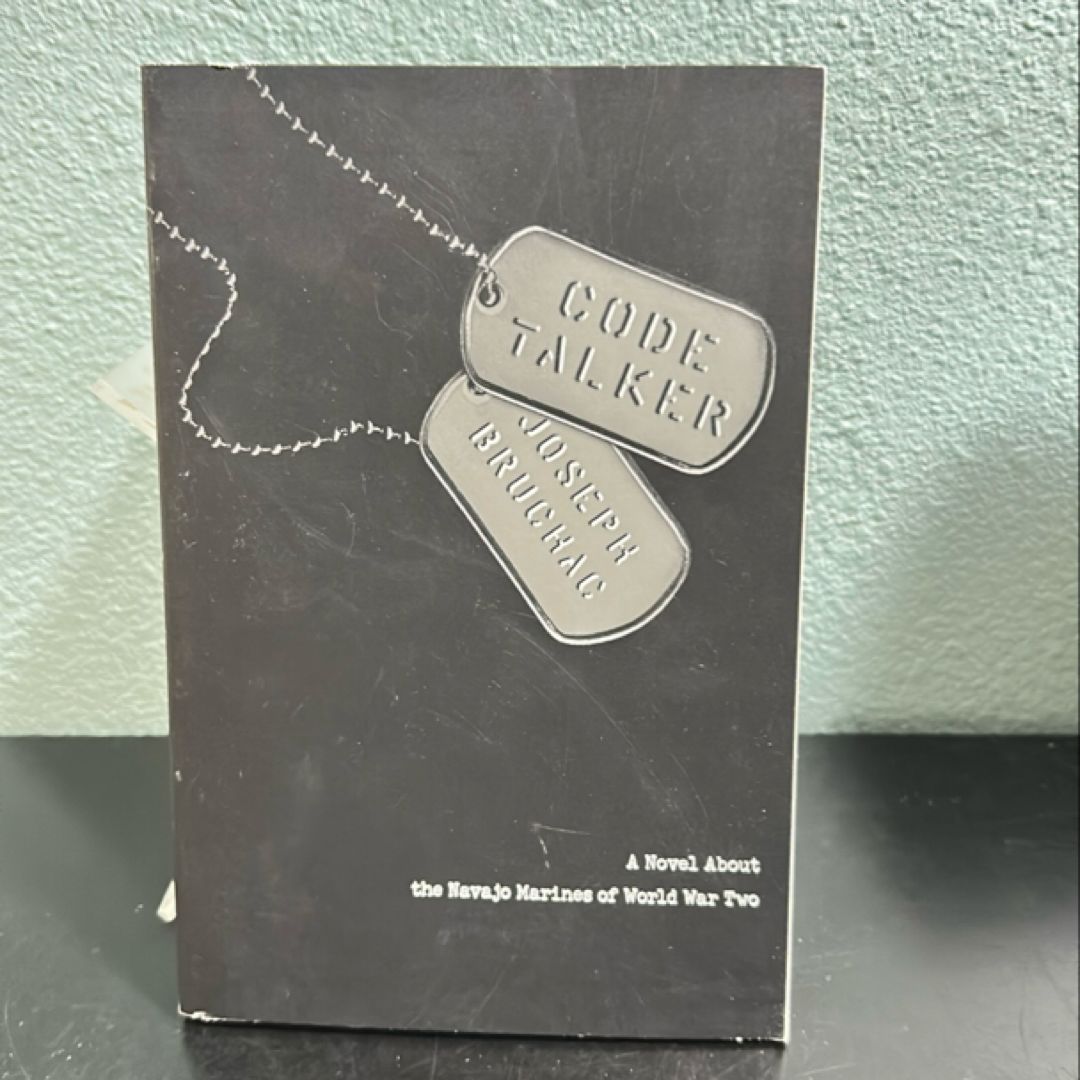 CODE
TALKER
JOSEPH
BRUCHAC
A Novel About
the Navajo Marines of World War Two